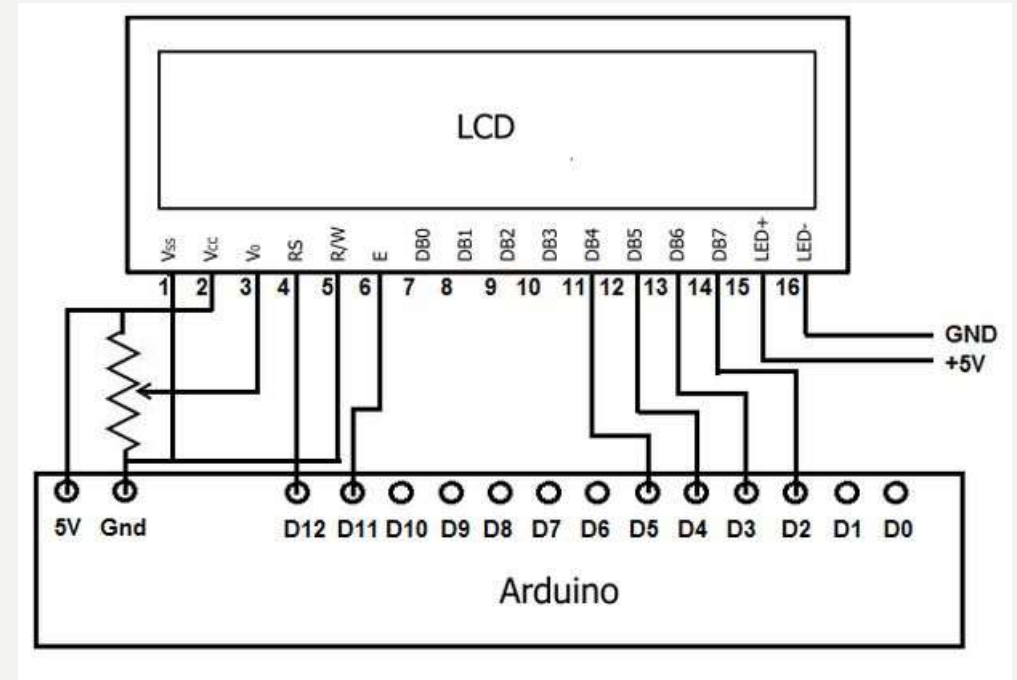 LCD
Vss Vcc V0 RS R/W E DB0 DB1 DB2 DB3 DB4 DB5 DB6 DB7 LED+ LED-
1 2 3 4 5 6 7 8 9 10 11 12 13 14 15 16
GND
+5V
5V Gnd D12 D11 D10 D9 D8 D7 D6 D5 D4 D3 D2 D1 D0
Arduino